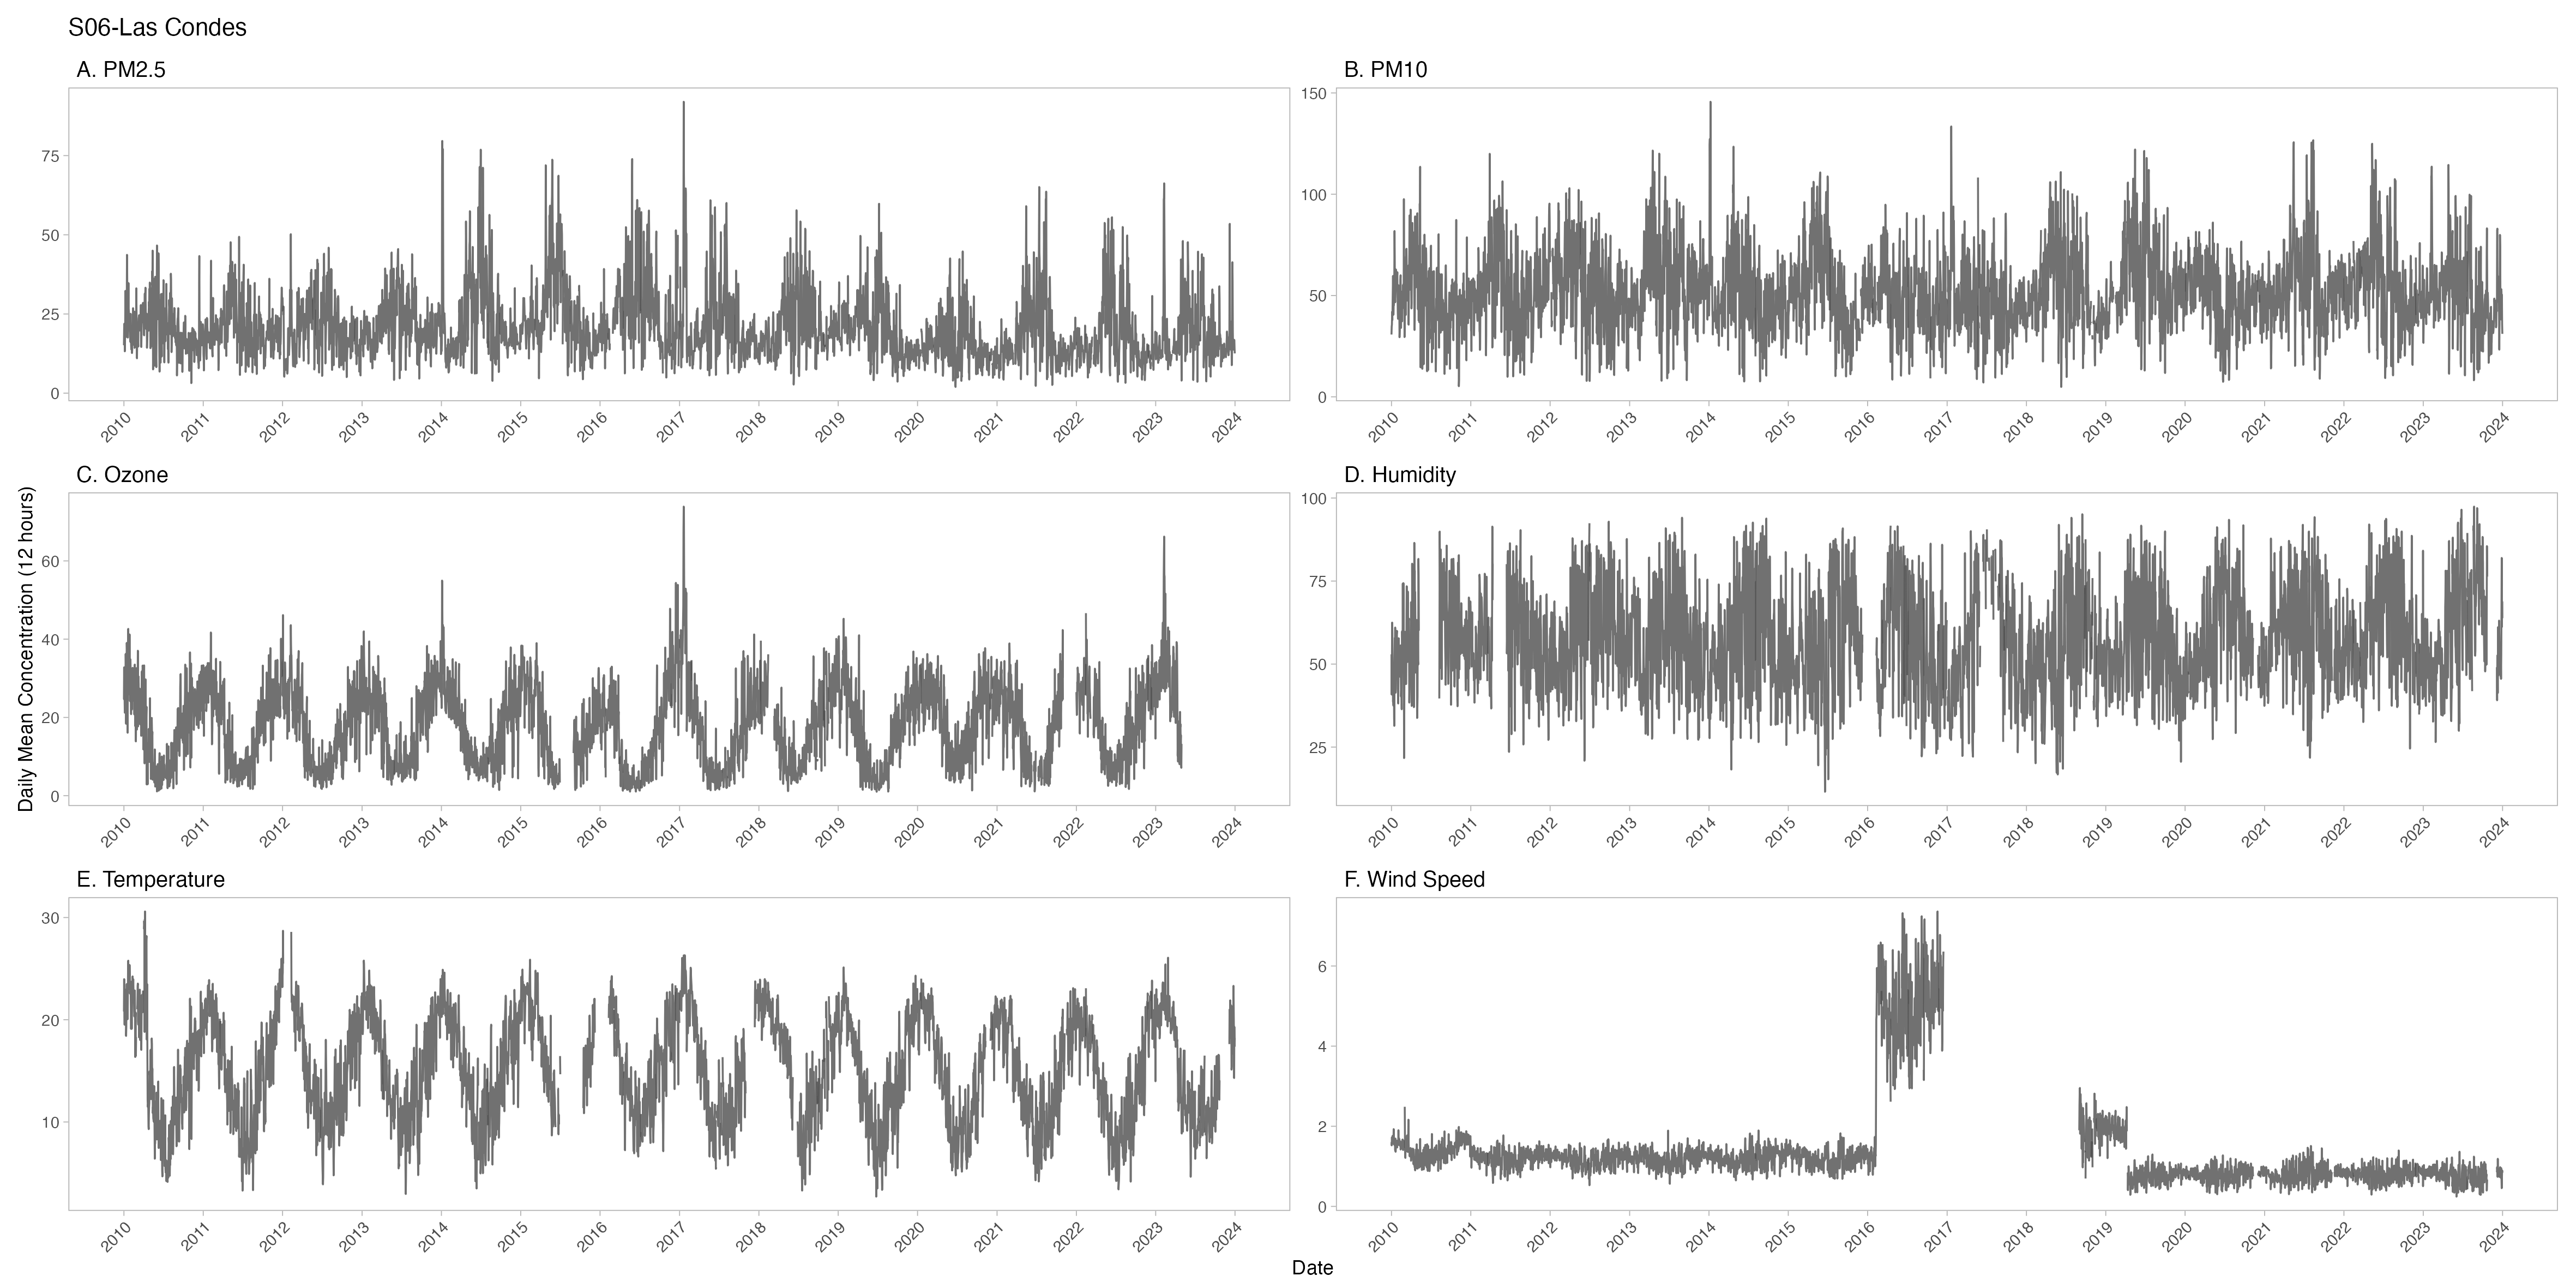 S06-Las Condes
A. PM2.5
75
50
25
0
2010 2011 2012 2013 2014 2015 2016 2017 2018 2019 2020 2021 2022 2023 2024
B. PM10
150
100
50
0
2010 2011 2012 2013 2014 2015 2016 2017 2018 2019 2020 2021 2022 2023 2024
Daily Mean Concentration (12 hours)
C. Ozone
60
40
20
0
2010 2011 2012 2013 2014 2015 2016 2017 2018 2019 2020 2021 2022 2023 2024
D. Humidity
100
75
50
25
2010 2011 2012 2013 2014 2015 2016 2017 2018 2019 2020 2021 2022 2023 2024
E. Temperature
30
20
10
2010 2011 2012 2013 2014 2015 2016 2017 2018 2019 2020 2021 2022 2023 2024
F. Wind Speed
6
4
2
0
2010 2011 2012 2013 2014 2015 2016 2017 2018 2019 2020 2021 2022 2023 2024
Date